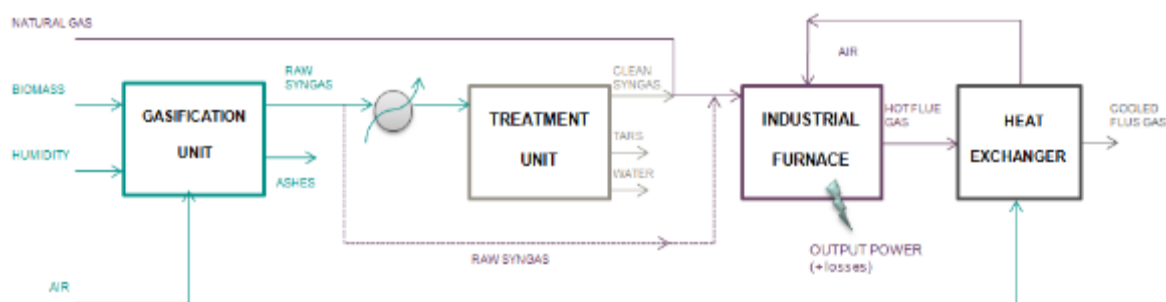 NATURAL GAS
AIR
RAW
SYNGAS
CLEAN
SYNGAS
BIOMASS
GASIFICATION
UNIT
TREATMENT
UNIT
INDUSTRIAL
FURNACE
HOT FLUE
GAS
HEAT
EXCHANGER
COOLED
FLUS GAS
TARS
HUMIDITY
ASHES
WATER
RAW SYNGAS
OUTPUT POWER
(+losses)
AIR